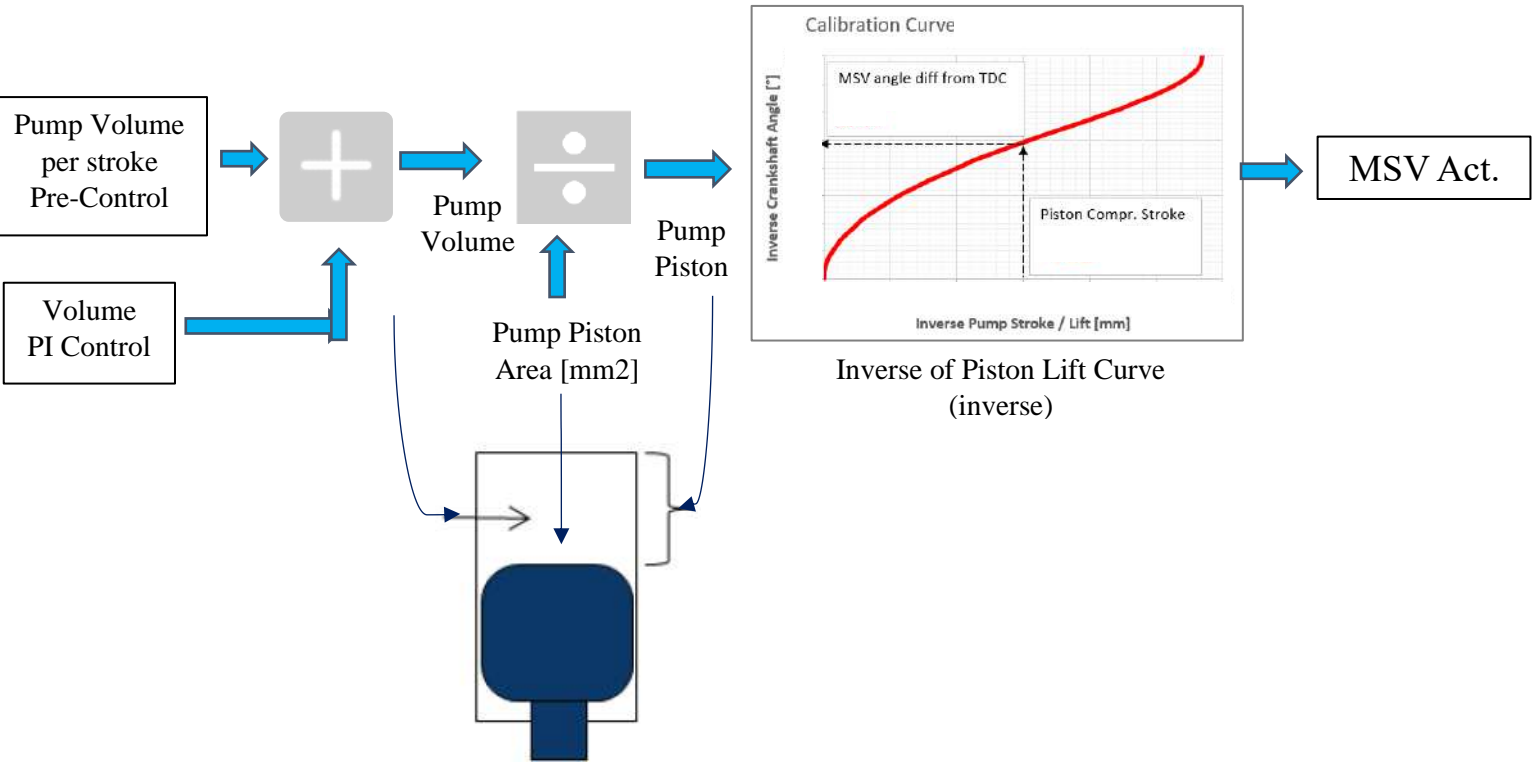 Calibration Curve
MSV angle diff from TDC
Inverse Crankshaft Angle [°]
Piston Compr. Stroke
Inverse Pump Stroke / Lift [mm]
Pump Volume
per stroke
Pre-Control
Volume
PI Control
Pump
Volume
Pump Piston
Area [mm2]
Pump
Piston
Inverse of Piston Lift Curve
(inverse)
MSV Act.